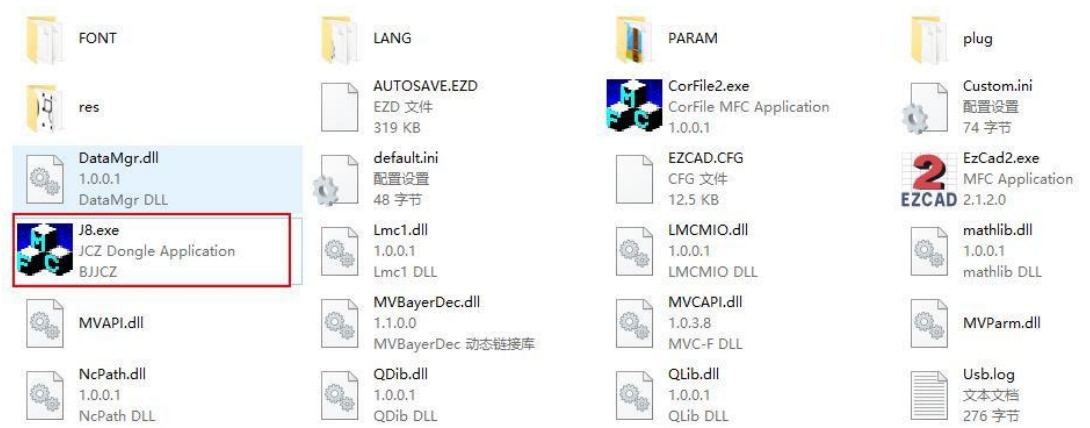 FONT
LANG
PARAM
plug
res
AUTOSAVE.EZD
EZD 文件
319 KB
CorFile2.exe
CorFile MFC Application
1.0.0.1
Custom.ini
配置设置
74 字节
DataMgr.dll
1.0.0.1
DataMgr DLL
default.ini
配置设置
48 字节
EZCAD.CFG
CFG 文件
12.5 KB
EzCad2.exe
MFC Application
2.1.2.0
J8.exe
JCZ Dongle Application
BJJCZ
Lmc1.dll
1.0.0.1
Lmc1 DLL
LMCMIO.dll
1.0.0.1
LMCMIO DLL
mathlib.dll
1.0.0.1
mathlib DLL
MVAPI.dll
MVBayerDec.dll
1.1.0.0
MVBayerDec 动态链接库
MVCAPI.dll
1.0.3.8
MVC-F DLL
MVParm.dll
NcPath.dll
1.0.0.1
NcPath DLL
QDib.dll
1.0.0.1
QDib DLL
QLib.dll
1.0.0.1
QLib DLL
Usb.log
文本文档
276 字节
M
F C
M
F C
2
EZCAD